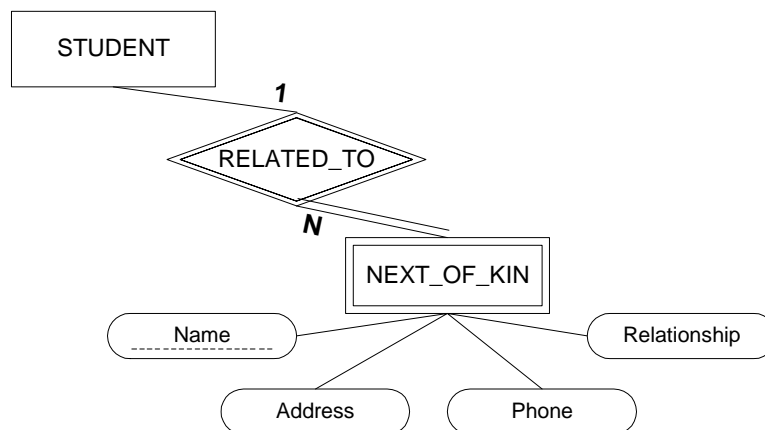 STUDENT
1
RELATED_TO
N
NEXT_OF_KIN
Name
Relationship
Address
Phone